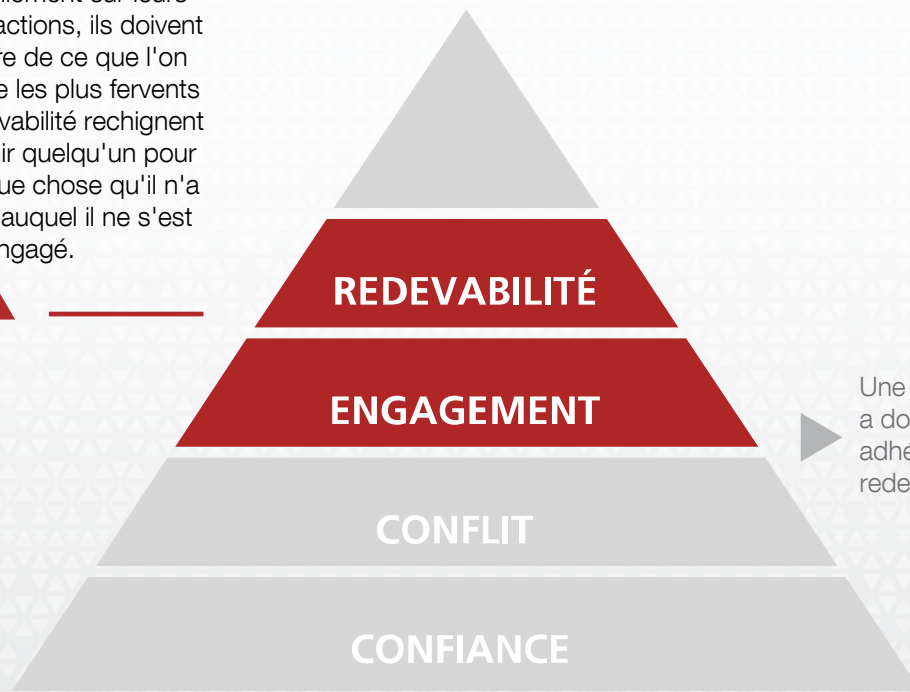 actions, ils doivent
re de ce que l'on
e les plus fervents
vabilité rechignent
ir quelqu'un pour
ue chose qu'il n'a
auquel il ne s'est
ngagé.
REDEVABILITÉ
ENGAGEMENT
Une
a do
adhé
rede
CONFLIT
CONFIANCE